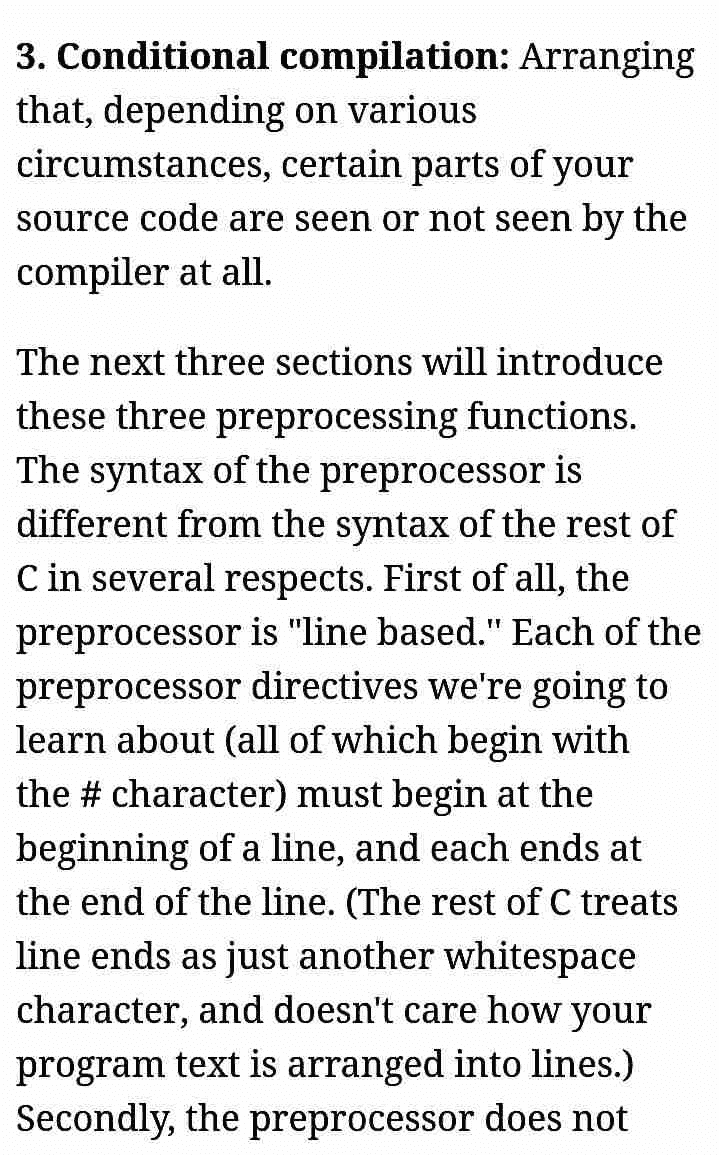 3. Conditional compilation: Arranging
that, depending on various
circumstances, certain parts of your
source code are seen or not seen by the
compiler at all.
The next three sections will introduce
these three preprocessing functions.
The syntax of the preprocessor is
different from the syntax of the rest of
C in several respects. First of all, the
preprocessor is "line based.'' Each of the
preprocessor directives we're going to
learn about (all of which begin with
the # character) must begin at the
beginning of a line, and each ends at
the end of the line. (The rest of C treats
line ends as just another whitespace
character, and doesn't care how your
program text is arranged into lines.)
Secondly, the preprocessor does not